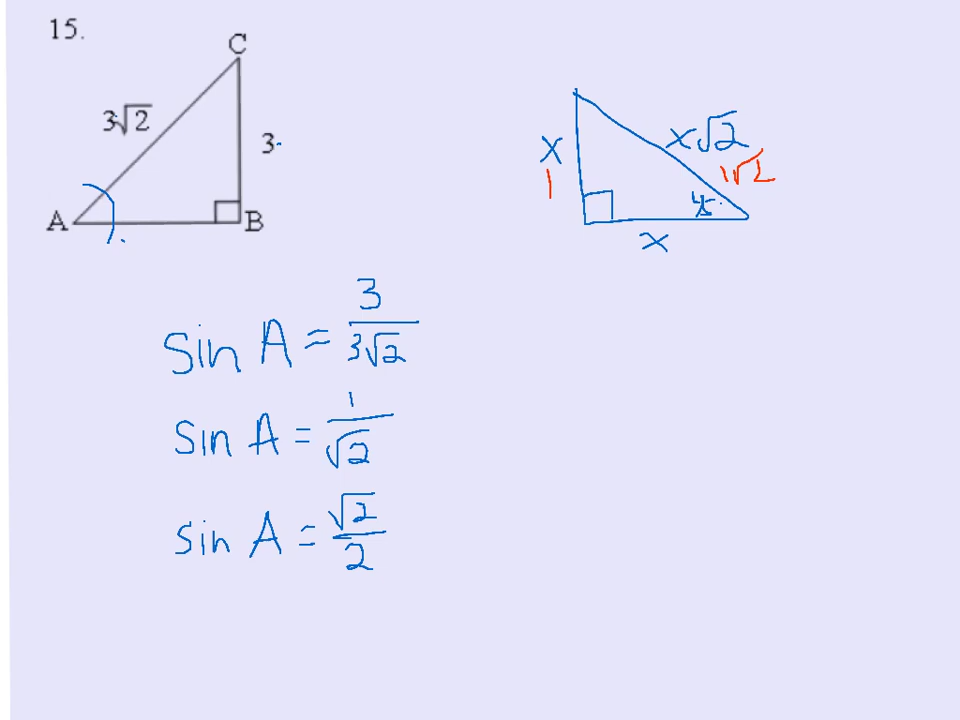 15.
C
3√2
3
A
B
x
x√2
1
1√2
45
x
sin A = 3/3√2
sin A = 1/√2
sin A = √2/2